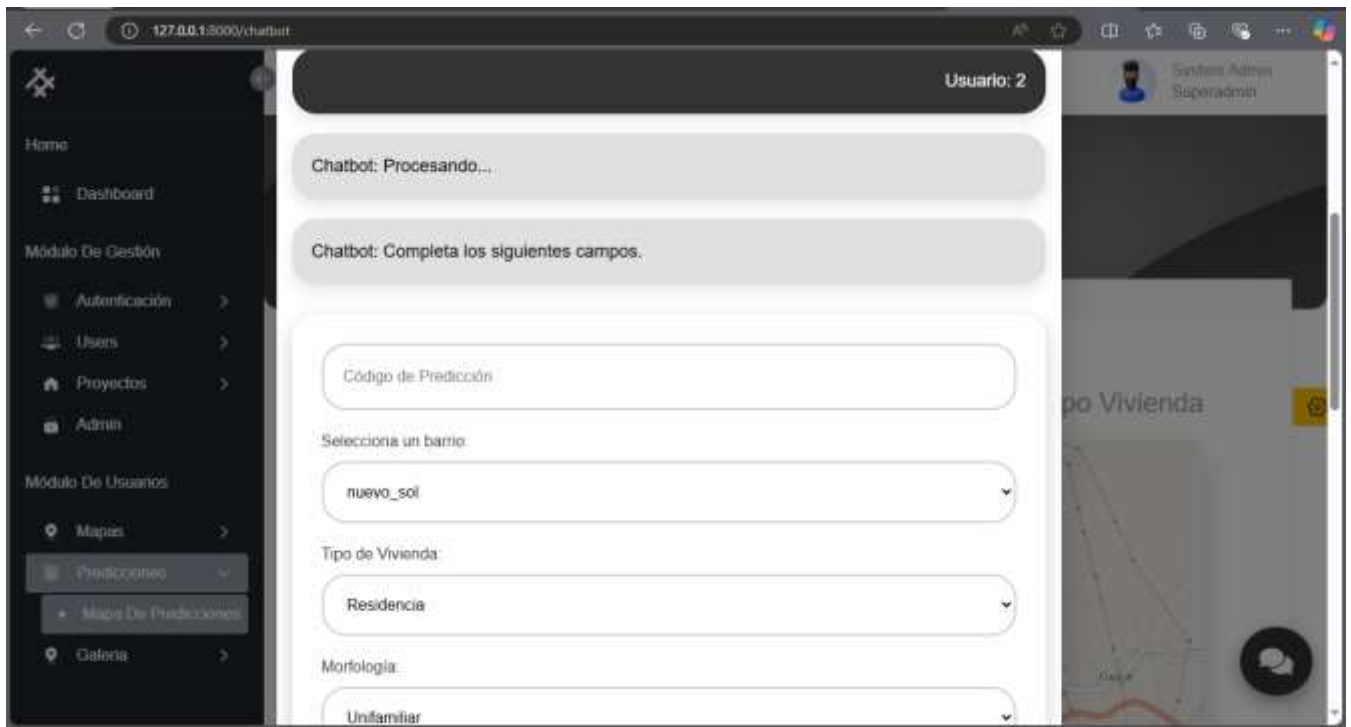 127.0.0.1:8000/chatbot
System Admin
Superadmin
Usuario: 2
Chatbot: Procesando...
Chatbot: Completa los siguientes campos.
Home
Dashboard
Módulo De Gestión
Autenticación
Users
Proyectos
Admin
Módulo De Usuarios
Mapas
Predicciones
Mapa De Predicciones
Galeria
Código de Predicción
Selecciona un barrio:
nuevo_sol
Tipo de Vivienda:
Residencia
Morfología:
Unifamiliar
po Vivienda